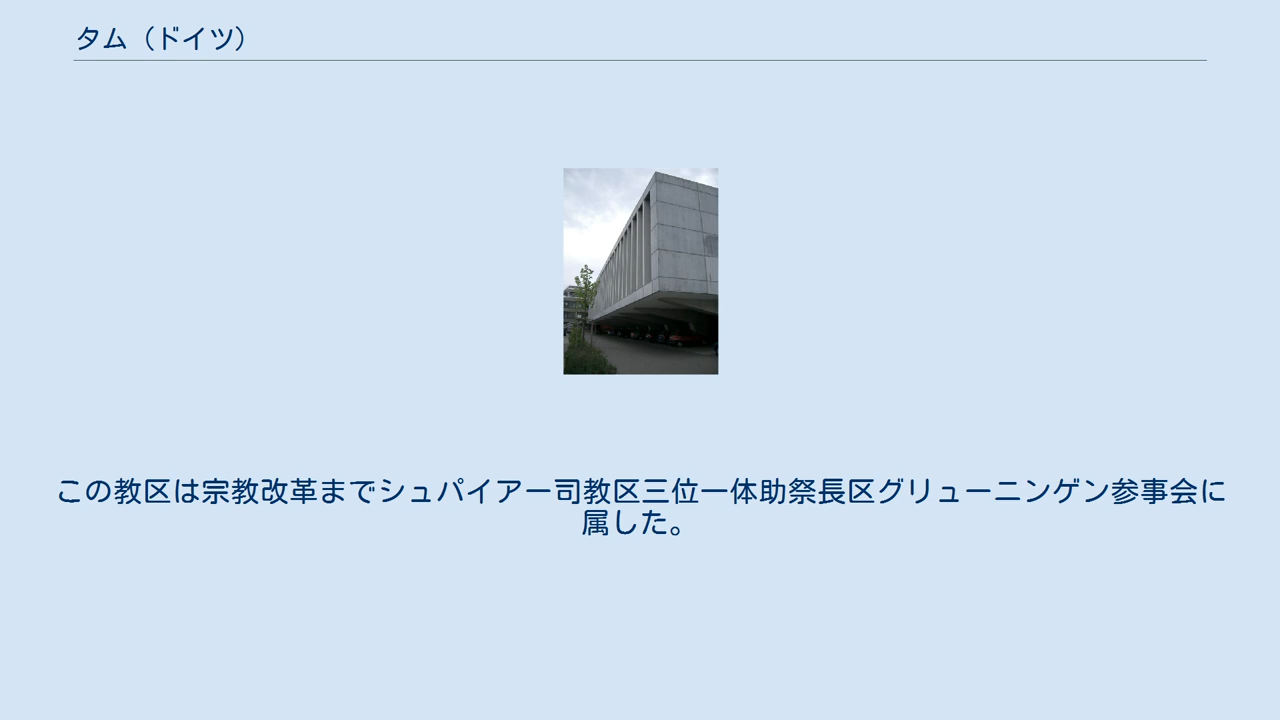 タム（ドイツ）
この教区は宗教改革までシュパイアー司教区三位一体助祭長区グリューニンゲン参事会に
属した。